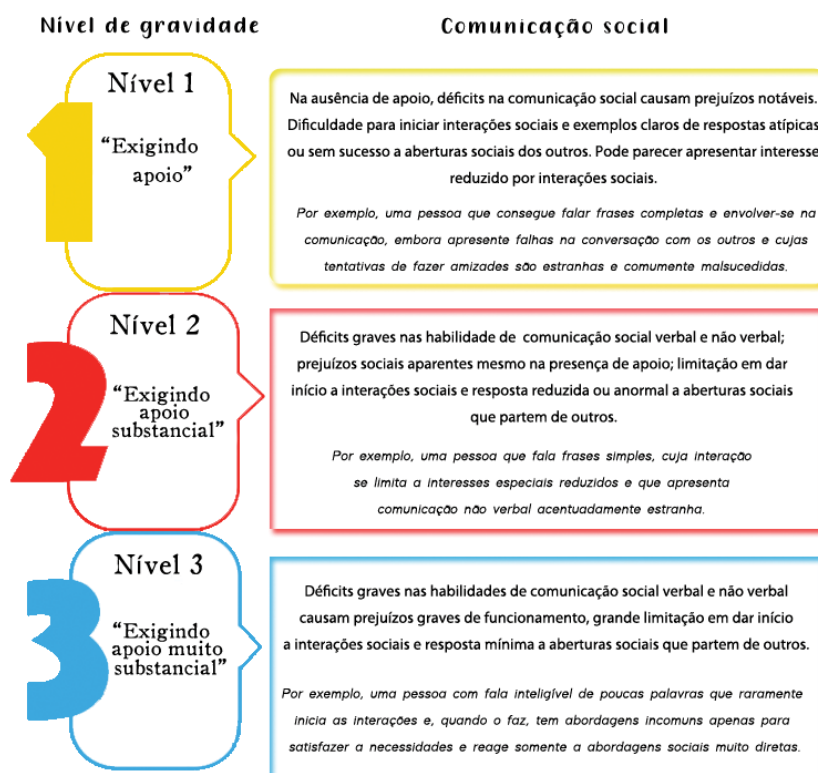 Nível de gravidade
Comunicação social
1
Nível 1
“Exigindo
apoio”
Na ausência de apoio, déficits na comunicação social causam prejuízos notáveis.
Dificuldade para iniciar interações sociais e exemplos claros de respostas atípicas
ou sem sucesso a aberturas sociais dos outros. Pode parecer apresentar interesse
reduzido por interações sociais.
Por exemplo, uma pessoa que consegue falar frases completas e envolver-se na
comunicação, embora apresente falhas na conversação com os outros e cujas
tentativas de fazer amizades são estranhas e comumente malsucedidas.
2
Nível 2
“Exigindo
apoio
substancial”
Déficits graves nas habilidade de comunicação social verbal e não verbal;
prejuízos sociais aparentes mesmo na presença de apoio; limitação em dar
início a interações sociais e resposta reduzida ou anormal a aberturas sociais
que partem de outros.
Por exemplo, uma pessoa que fala frases simples, cuja interação
se limita a interesses especiais reduzidos e que apresenta
comunicação não verbal acentuadamente estranha.
3
Nível 3
“Exigindo
apoio muito
substancial”
Déficits graves nas habilidades de comunicação social verbal e não verbal
causam prejuízos graves de funcionamento, grande limitação em dar início
a interações sociais e resposta mínima a aberturas sociais que partem de outros.
Por exemplo, uma pessoa com fala inteligível de poucas palavras que raramente
inicia as interações e, quando o faz, tem abordagens incomuns apenas para
satisfazer a necessidades e reage somente a abordagens sociais muito diretas.